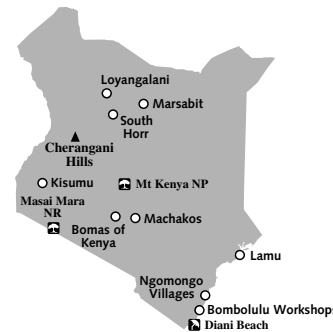 Loyangalani
Marsabit
South
Horr
Cherangani
Hills
Kisumu
Mt Kenya NP
Masai Mara
NR
Machakos
Bomas of
Kenya
Lamu
Ngomongo
Villages
Bombolulu Workshops
Diani Beach